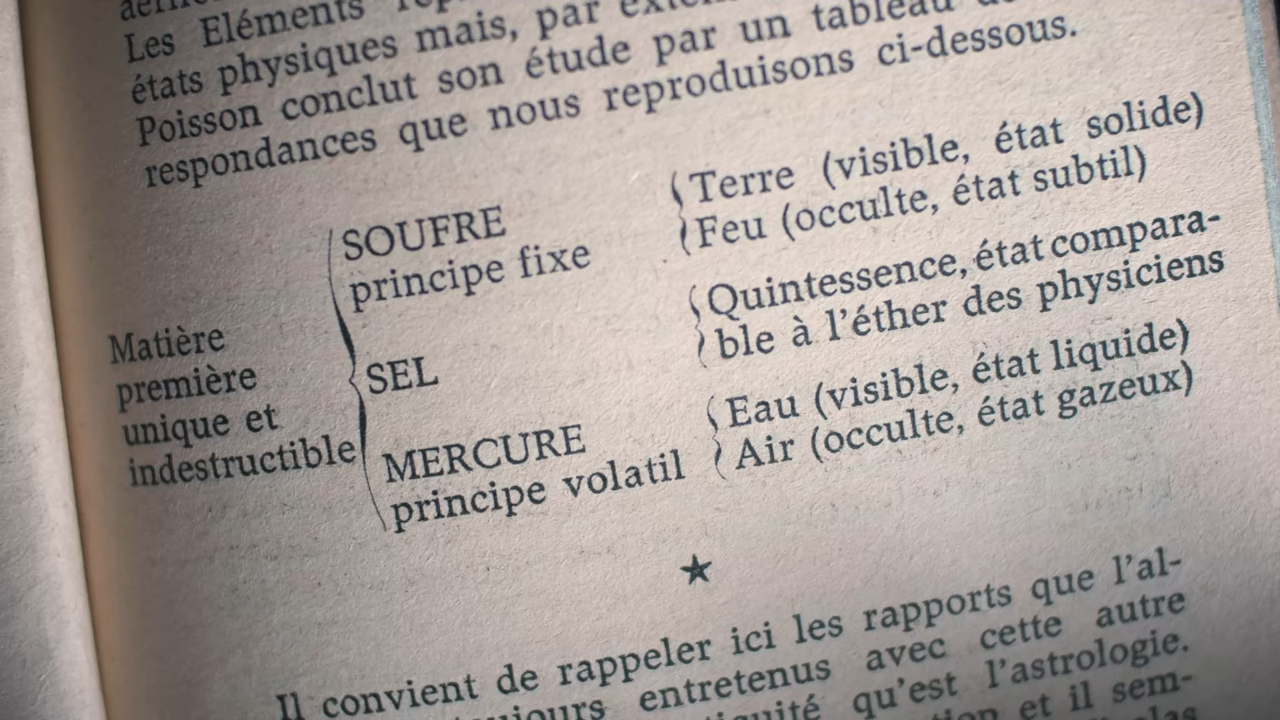 Les Eléments
états physiques mais, par
Poisson conclut son étude par un tableau
respondances que nous reproduisons ci-dessous.
Matière
première
unique et
indestructible
SOUFRE
principe fixe
SEL
MERCURE
principe volatil
Terre (visible, état solide)
Feu (occulte, état subtil)
Quintessence, état compara-
ble à l'éther des physiciens
Eau (visible, état liquide)
Air (occulte, état gazeux)
★
Il convient de rappeler ici les rapports que l'al-
entretenus avec cette autre
qu'est l'astrologie.
et il sem-